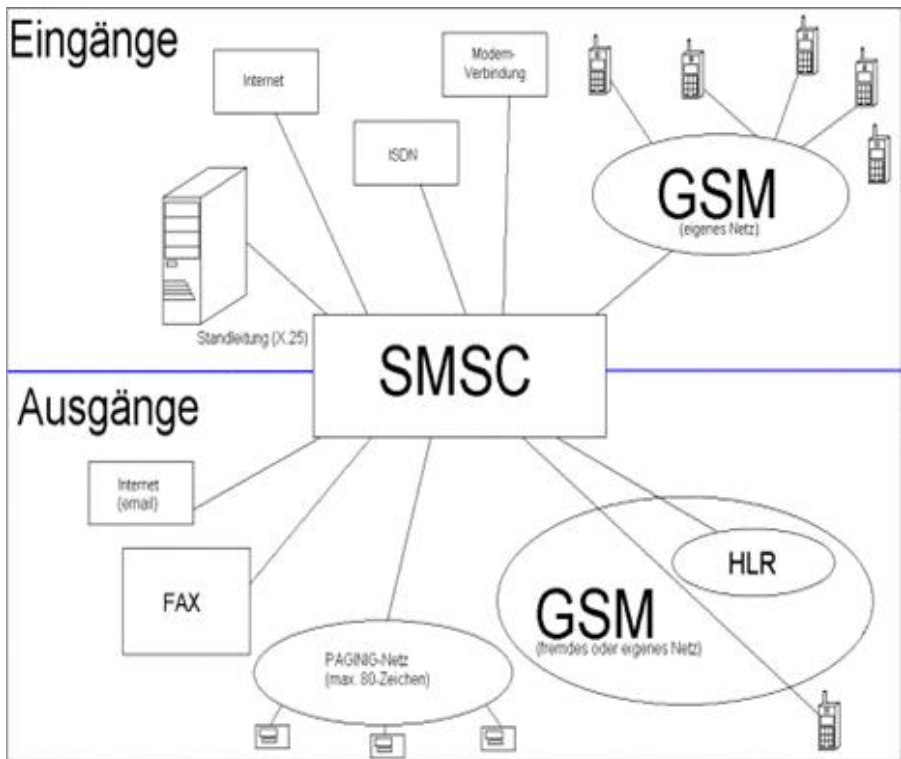 Eingänge
Internet
Modem-
Verbindung
ISDN
GSM
(eigenes Netz)
Standleitung (X.25)
SMSC
Ausgänge
Internet
(email)
FAX
HLR
GSM
(fremdes oder eigenes Netz)
PAGINIG-Netz
(max. 80-Zeichen)